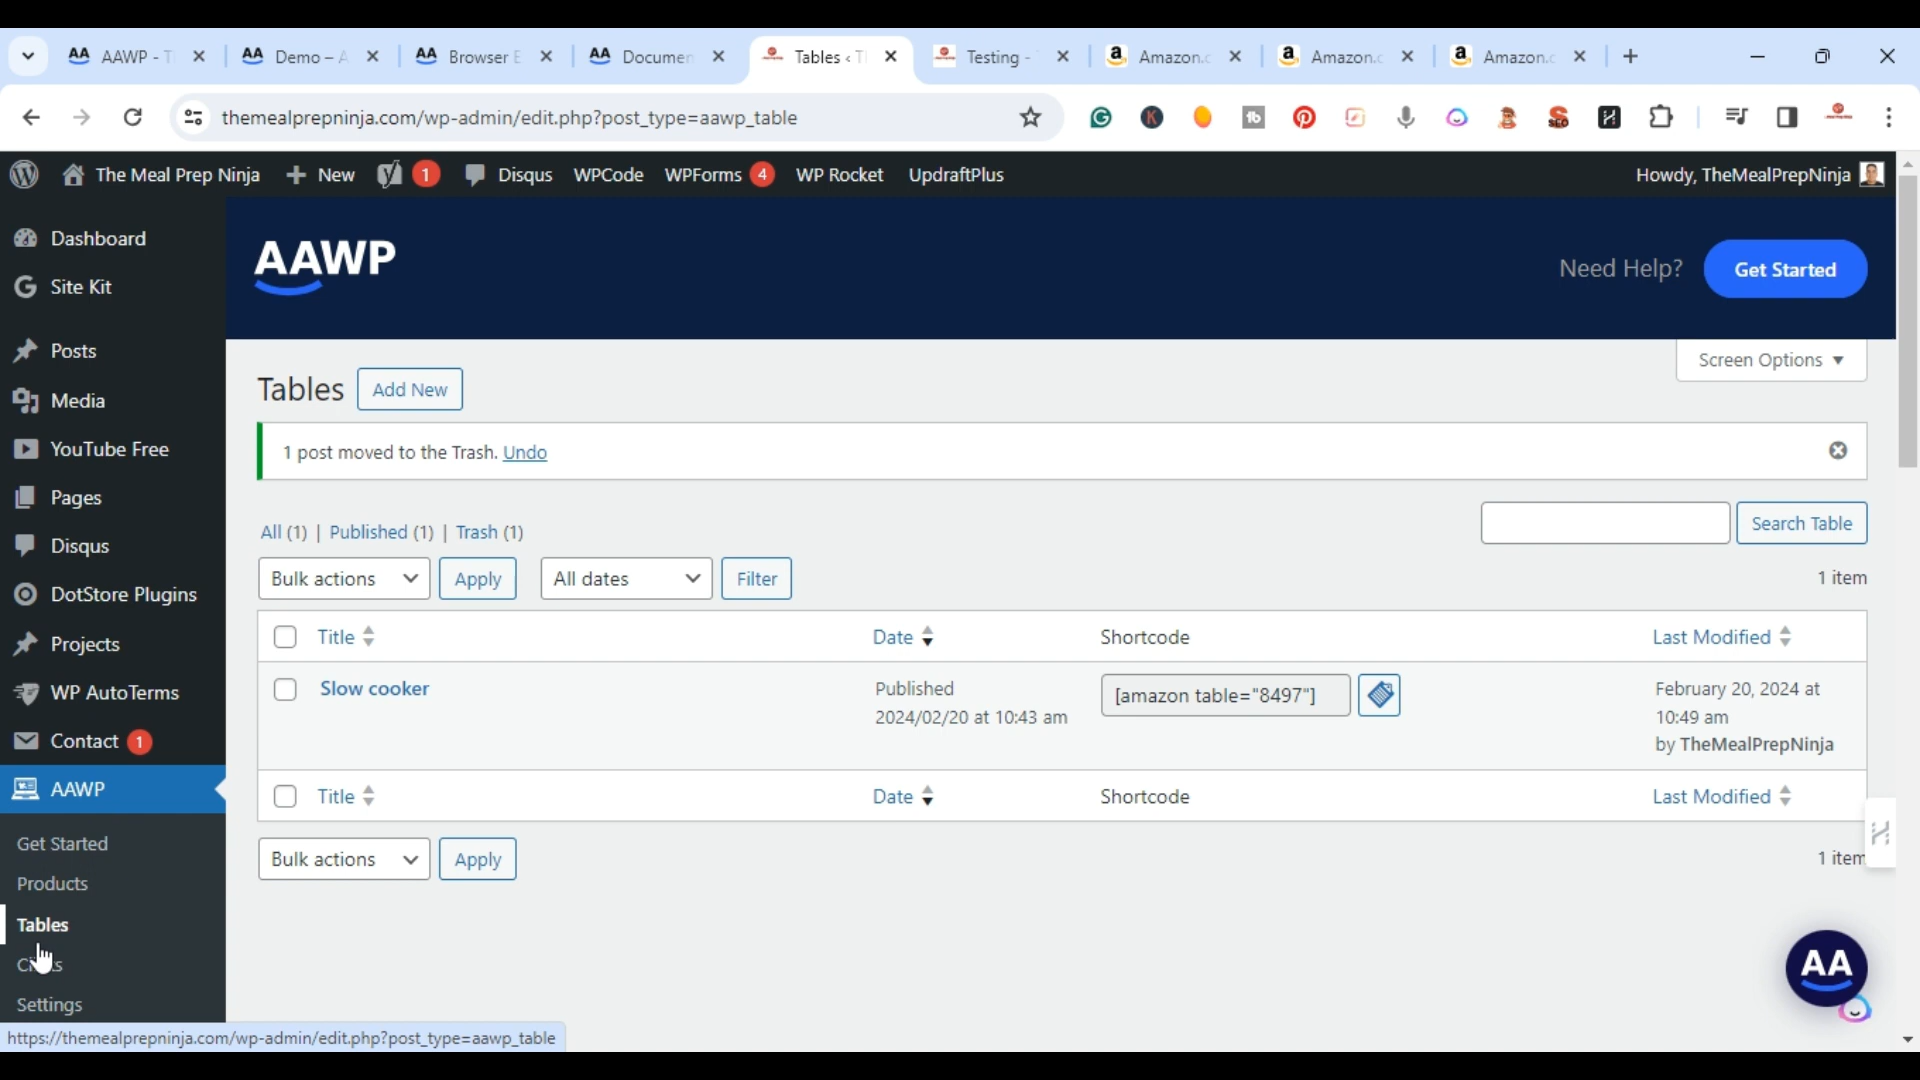 AA AAWP - T
AA Demo – A
AA Browser E
AA Documen
Tables ‹ T
Testing -
Amazon.c
Amazon.c
Amazon.c
themealprepninja.com/wp-admin/edit.php?post_type=aawp_table
The Meal Prep Ninja
New
1
Disqus
WPCode
WPForms 4
WP Rocket
UpdraftPlus
Howdy, TheMealPrepNinja
Dashboard
Site Kit
Posts
Media
YouTube Free
Pages
Disqus
DotStore Plugins
Projects
WP AutoTerms
Contact 1
AAWP
Get Started
Products
Tables
Settings
AAWP
Need Help?
Get Started
Screen Options
Tables
Add New
1 post moved to the Trash. Undo
All (1) | Published (1) | Trash (1)
Search Table
Bulk actions
Apply
All dates
Filter
1 item
Title
Date
Shortcode
Last Modified
Slow cooker
Published
2024/02/20 at 10:43 am
[amazon table="8497"]
February 20, 2024 at
10:49 am
by TheMealPrepNinja
Title
Date
Shortcode
Last Modified
Bulk actions
Apply
1 item
AA
https://themealprepninja.com/wp-admin/edit.php?post_type=aawp_table